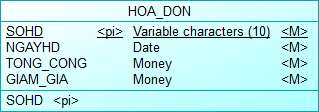 HOA_DON
SOHD <pi> Variable characters (10) <M>
NGAYHD Date <M>
TONG_CONG Money <M>
GIAM_GIA Money <M>
SOHD <pi>